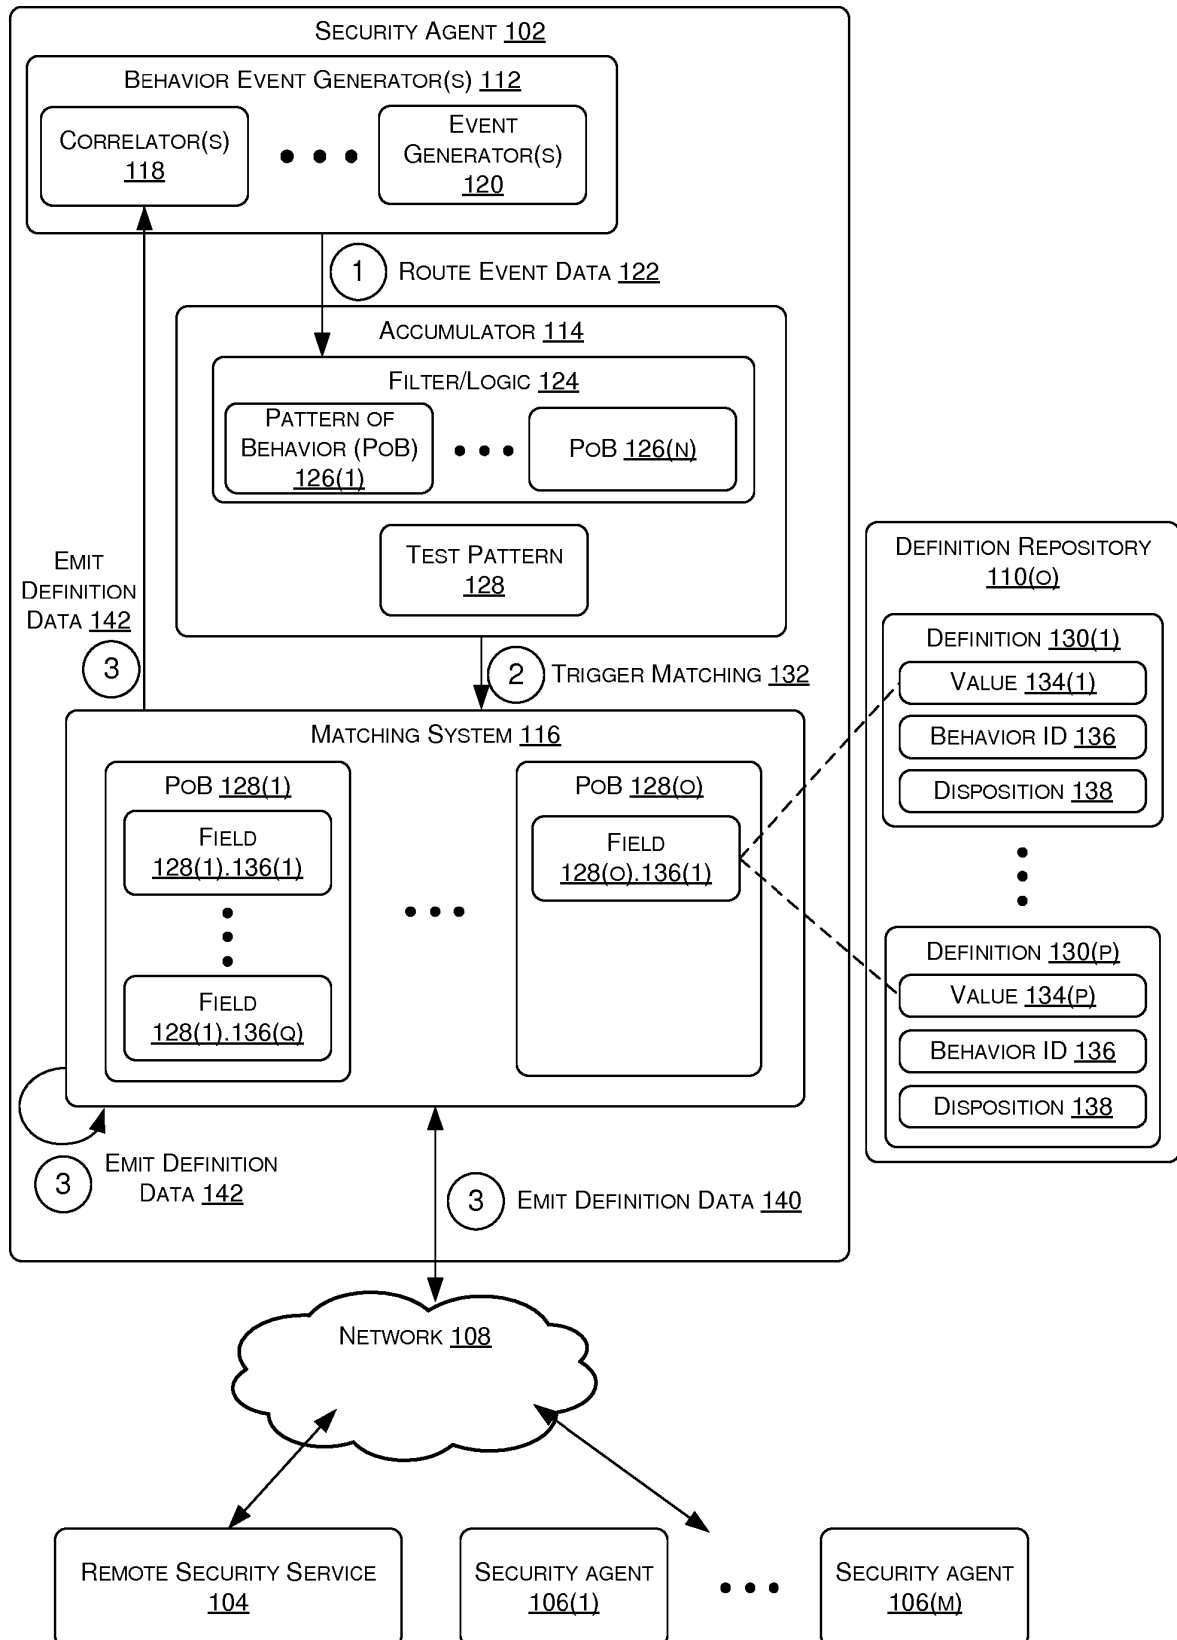 SECURITY AGENT 102
BEHAVIOR EVENT GENERATOR(S) 112
CORRELATOR(S)
118
EVENT
GENERATOR(S)
120
1
ROUTE EVENT DATA 122
ACCUMULATOR 114
FILTER/LOGIC 124
PATTERN OF
BEHAVIOR (POB)
126(1)
POB 126(N)
TEST PATTERN
128
EMIT
DEFINITION
DATA 142
3
2
TRIGGER MATCHING 132
MATCHING SYSTEM 116
POB 128(1)
FIELD
128(1).136(1)
FIELD
128(1).136(Q)
POB 128(O)
FIELD
128(O).136(1)
DEFINITION REPOSITORY
110(O)
DEFINITION 130(1)
VALUE 134(1)
BEHAVIOR ID 136
DISPOSITION 138
DEFINITION 130(P)
VALUE 134(P)
BEHAVIOR ID 136
DISPOSITION 138
3
EMIT DEFINITION
DATA 142
3
EMIT DEFINITION DATA 140
NETWORK 108
REMOTE SECURITY SERVICE
104
SECURITY AGENT
106(1)
SECURITY AGENT
106(M)